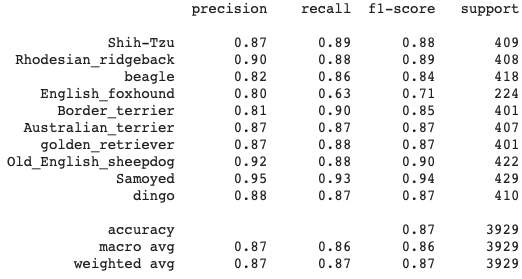 precision recall f1-score support
Shih-Tzu 0.87 0.89 0.88 409
Rhodesian_ridgeback 0.90 0.88 0.89 408
beagle 0.82 0.86 0.84 418
English_foxhound 0.80 0.63 0.71 224
Border_terrier 0.81 0.90 0.85 401
Australian_terrier 0.87 0.87 0.87 407
golden_retriever 0.87 0.88 0.87 401
Old_English_sheepdog 0.92 0.88 0.90 422
Samoyed 0.95 0.93 0.94 429
dingo 0.88 0.87 0.87 410
accuracy 0.87 3929
macro avg 0.87 0.86 0.86 3929
weighted avg 0.87 0.87 0.87 3929